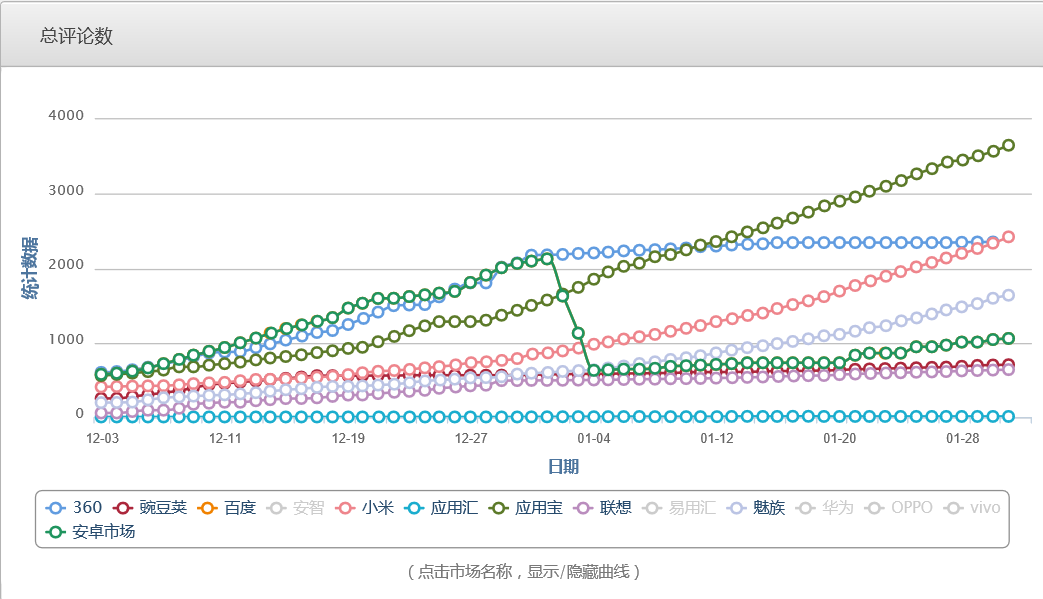 总评论数
4000
3000
2000
1000
0
统计数据
12-03 12-11 12-19 12-27 01-04 01-12 01-20 01-28
日期
360 豌豆荚 百度 安智 小米 应用汇 应用宝 联想 易用汇 魅族 华为 OPPO vivo
安卓市场
(点击市场名称，显示/隐藏曲线)